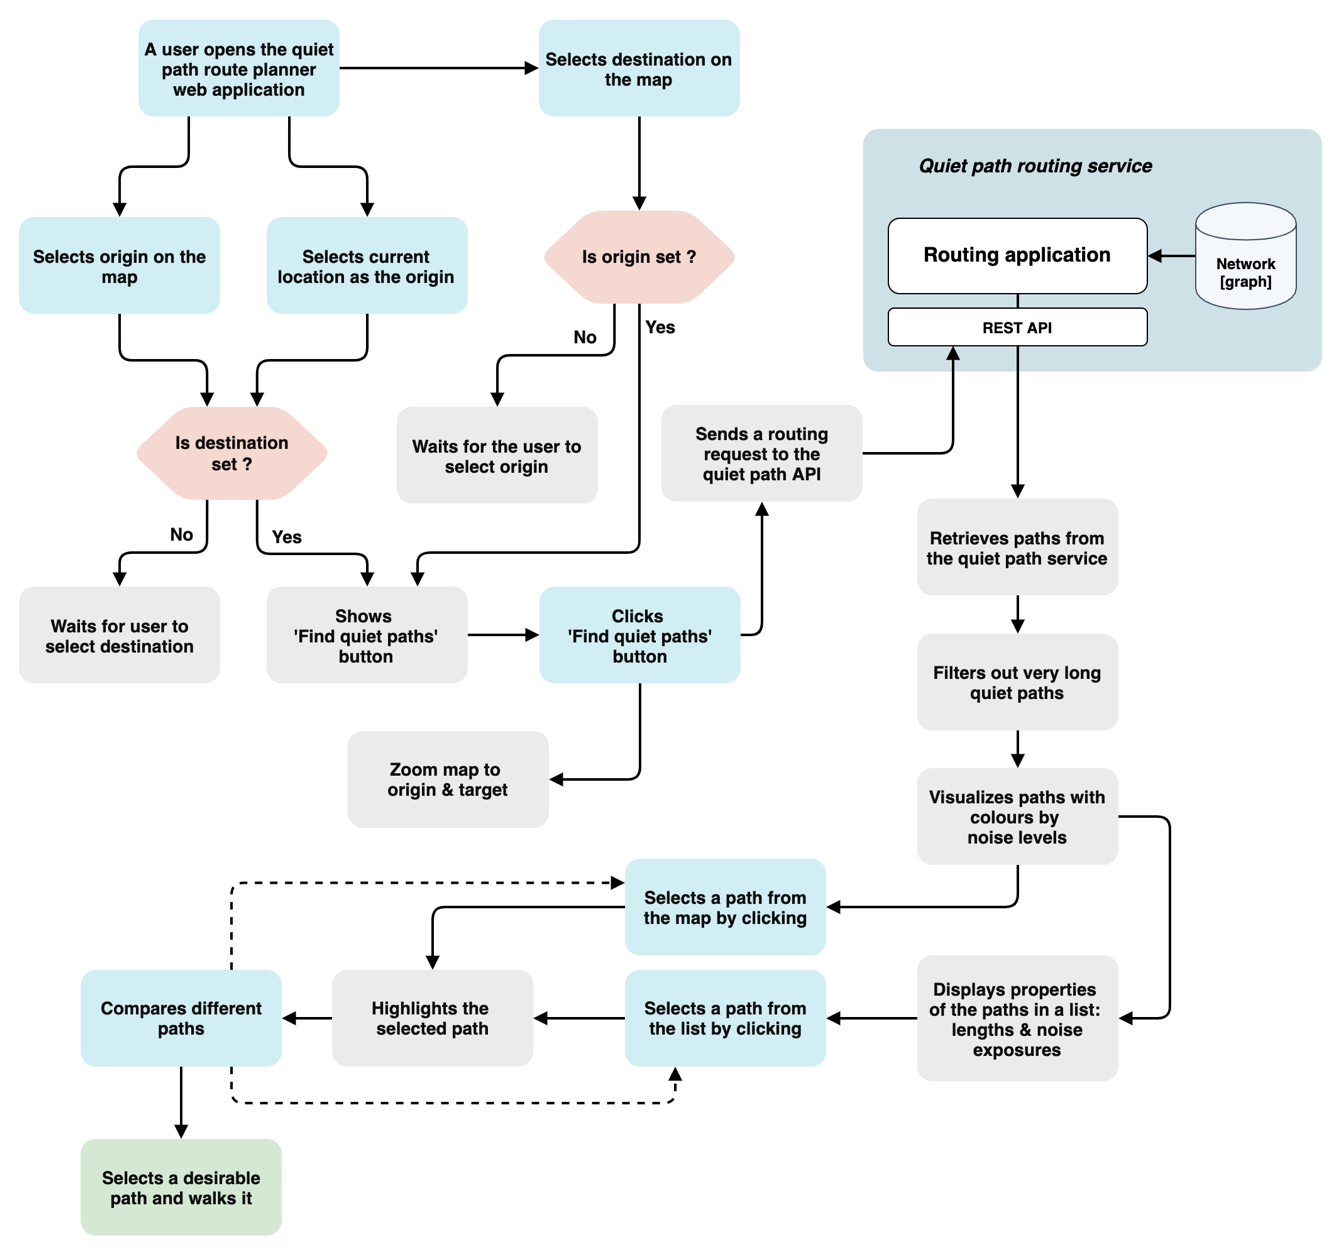 A user opens the quiet
path route planner
web application
Selects destination on
the map
Quiet path routing service
Routing application
Network
[graph]
REST API
Selects origin on the
map
Selects current
location as the origin
Is origin set ?
No
Yes
Is destination
set ?
Waits for the user to
select origin
Sends a routing
request to the
quiet path API
No
Yes
Retrieves paths from
the quiet path service
Waits for user to
select destination
Shows
'Find quiet paths'
button
Clicks
'Find quiet paths'
button
Filters out very long
quiet paths
Zoom map to
origin & target
Visualizes paths with
colours by
noise levels
Selects a path from
the map by clicking
Compares different
paths
Highlights the
selected path
Selects a path from
the list by clicking
Displays properties
of the paths in a list:
lengths & noise
exposures
Selects a desirable
path and walks it